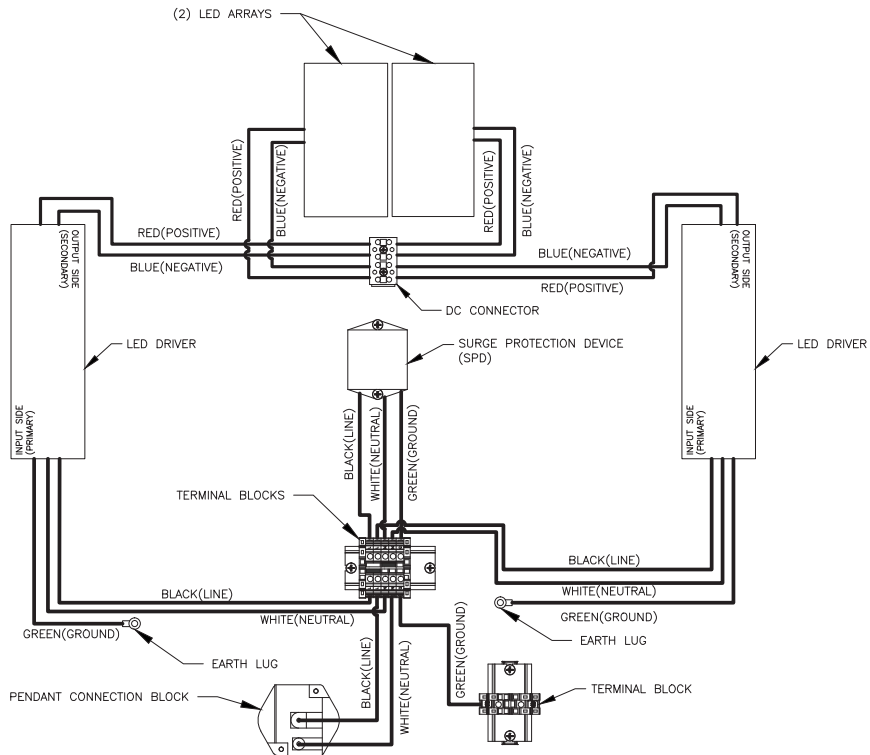 (2) LED ARRAYS
RED(POSITIVE)
BLUE(NEGATIVE)
RED(POSITIVE)
BLUE(NEGATIVE)
OUTPUT SIDE
(SECONDARY)
RED(POSITIVE)
BLUE(NEGATIVE)
BLUE(NEGATIVE)
RED(POSITIVE)
OUTPUT SIDE
(SECONDARY)
DC CONNECTOR
LED DRIVER
SURGE PROTECTION DEVICE
(SPD)
LED DRIVER
INPUT SIDE
(PRIMARY)
BLACK(LINE)
WHITE(NEUTRAL)
GREEN(GROUND)
INPUT SIDE
(PRIMARY)
TERMINAL BLOCKS
BLACK(LINE)
BLACK(LINE)
WHITE(NEUTRAL)
GREEN(GROUND)
WHITE(NEUTRAL)
GREEN(GROUND)
EARTH LUG
EARTH LUG
BLACK(LINE)
WHITE(NEUTRAL)
GREEN(GROUND)
PENDANT CONNECTION BLOCK
TERMINAL BLOCK